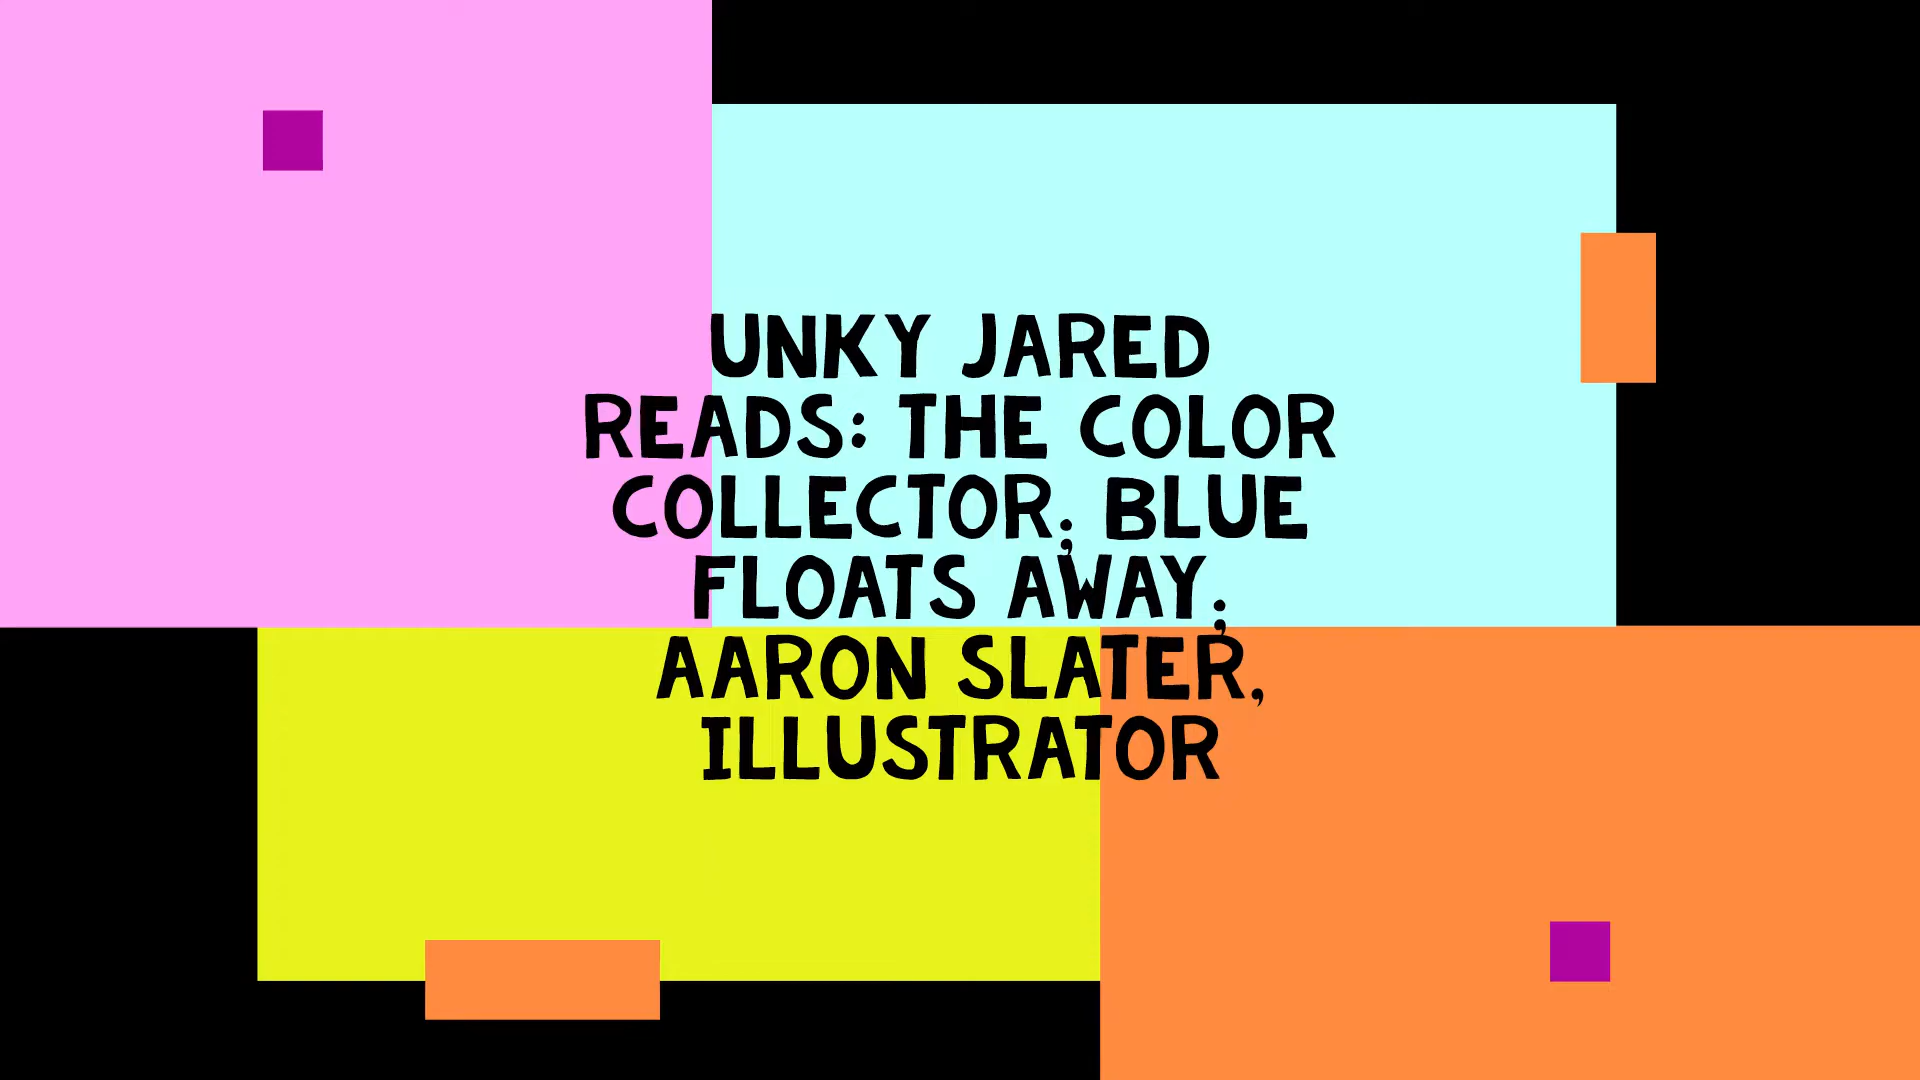 UNKY JARED
READS: THE COLOR
COLLECTOR; BLUE
FLOATS AWAY;
AARON SLATER,
ILLUSTRATOR